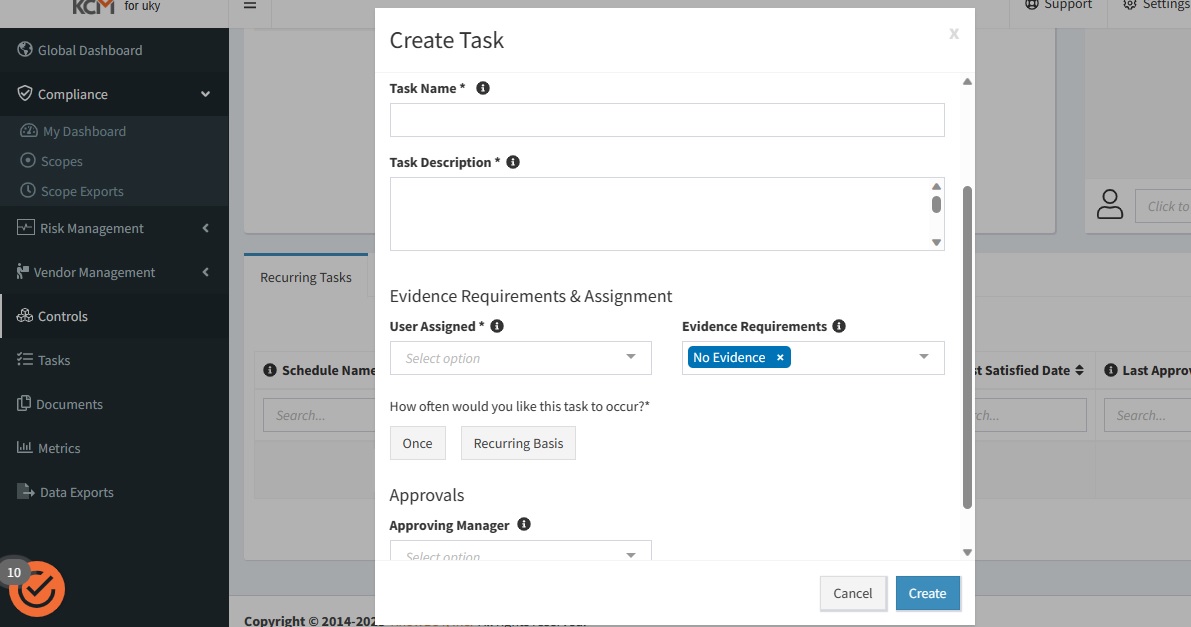 KCM for uky
Support
Settings
Global Dashboard
Compliance
My Dashboard
Scopes
Scope Exports
Risk Management
Vendor Management
Controls
Tasks
Documents
Metrics
Data Exports
10
Create Task
x
Task Name *
Task Description *
Evidence Requirements & Assignment
User Assigned *
Evidence Requirements
Select option
No Evidence ×
How often would you like this task to occur?*
Once
Recurring Basis
Approvals
Approving Manager
Select option
Cancel
Create
Click to
Recurring Tasks
Schedule Name
t Satisfied Date
Last Approv
Search...
ch...
Search...
Copyright © 2014-202